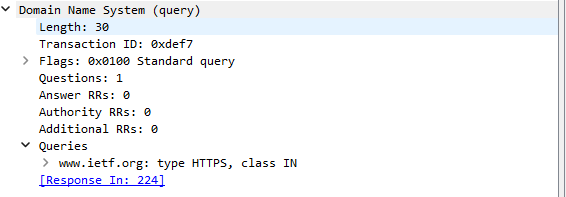 Domain Name System (query)
Length: 30
Transaction ID: 0xdef7
Flags: 0x0100 Standard query
Questions: 1
Answer RRs: 0
Authority RRs: 0
Additional RRs: 0
Queries
www.ietf.org: type HTTPS, class IN
[Response In: 224]